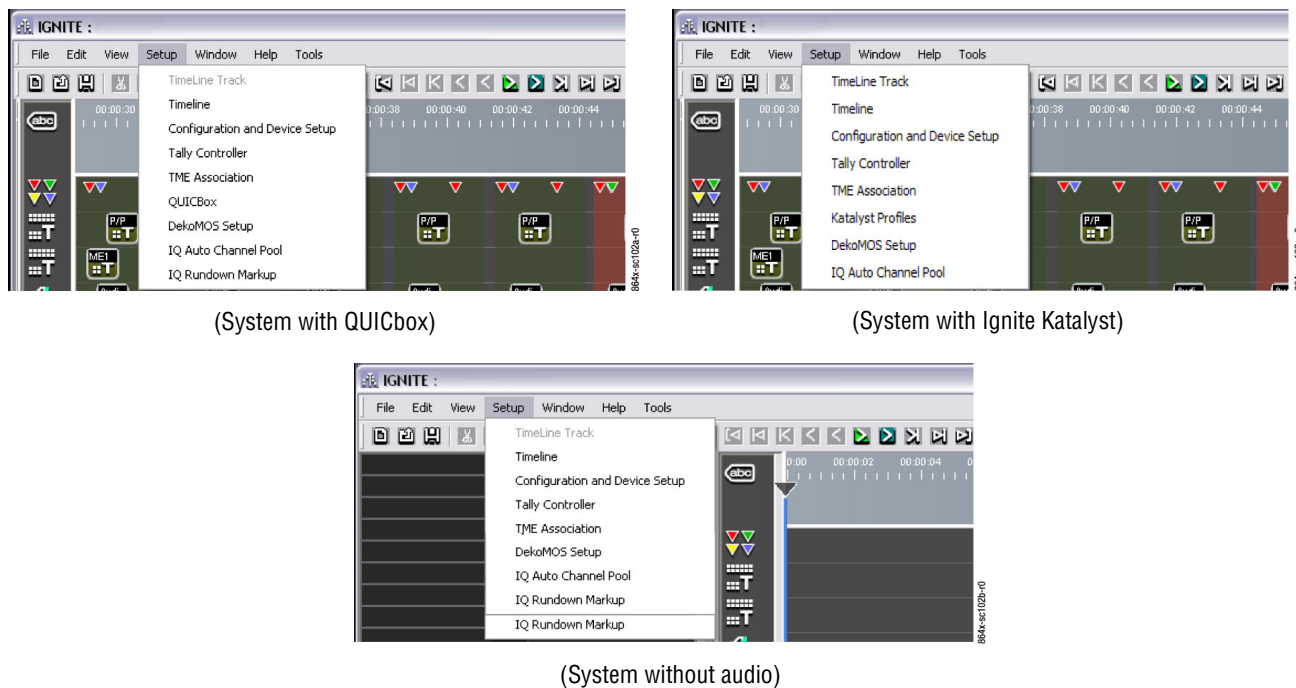 IGNITE :
File Edit View Setup Window Help Tools
TimeLine Track
Timeline
Configuration and Device Setup
Tally Controller
TME Association
QUICBox
DekoMOS Setup
IQ Auto Channel Pool
IQ Rundown Markup
00:00:30
0:00:38 00:00:40 00:00:42 00:00:44
abc
P/P
T
P/P
T
P/P
T
T
ME1
T
T
864x-sc102a-r0
(System with QUICbox)
IGNITE :
File Edit View Setup Window Help Tools
TimeLine Track
Timeline
Configuration and Device Setup
Tally Controller
TME Association
Katalyst Profiles
DekoMOS Setup
IQ Auto Channel Pool
00:00:30
0:00:38 00:00:40 00:00:42 00:00:44
abc
P/P
T
P/P
T
P/P
T
T
ME1
T
T
(System with Ignite Katalyst)
IGNITE :
File Edit View Setup Window Help Tools
TimeLine Track
Timeline
Configuration and Device Setup
Tally Controller
TME Association
DekoMOS Setup
IQ Auto Channel Pool
IQ Rundown Markup
IQ Rundown Markup
0:00 00:00:02 00:00:04
abc
T
T
864x-sc102b-r0
(System without audio)